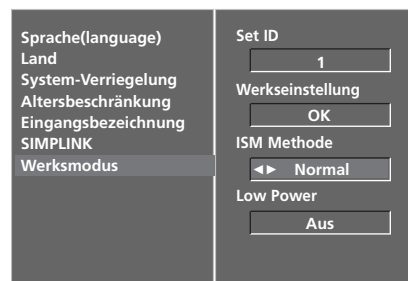 Sprache(language)
Land
System-Verriegelung
Altersbeschränkung
Eingangsbezeichnung
SIMPLINK
Werksmodus
Set ID
1
Werkseinstellung
OK
ISM Methode
◄► Normal
Low Power
Aus